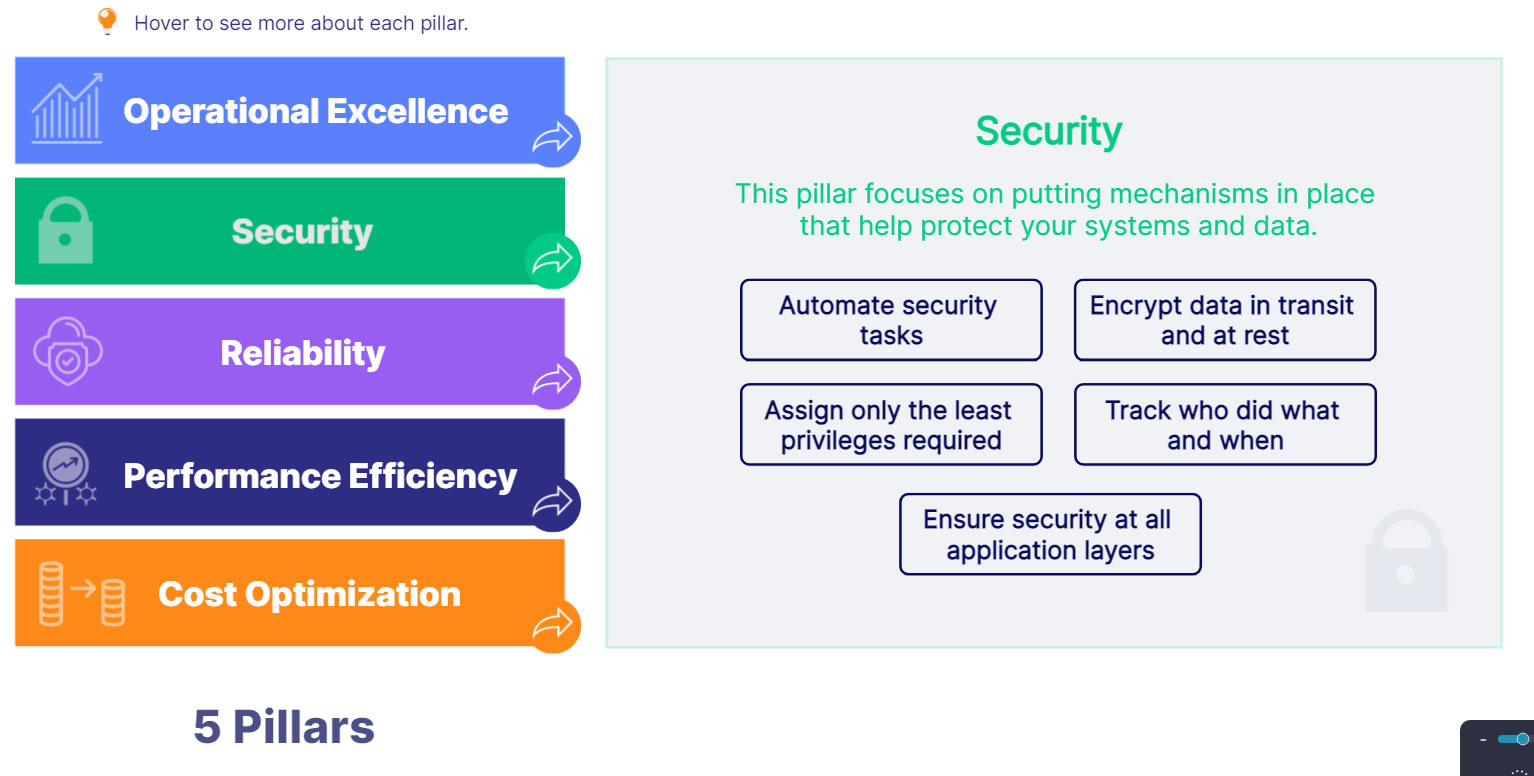 Hover to see more about each pillar.
Operational Excellence
Security
Reliability
Performance Efficiency
Cost Optimization
5 Pillars
Security
This pillar focuses on putting mechanisms in place
that help protect your systems and data.
Automate security
tasks
Encrypt data in transit
and at rest
Assign only the least
privileges required
Track who did what
and when
Ensure security at all
application layers